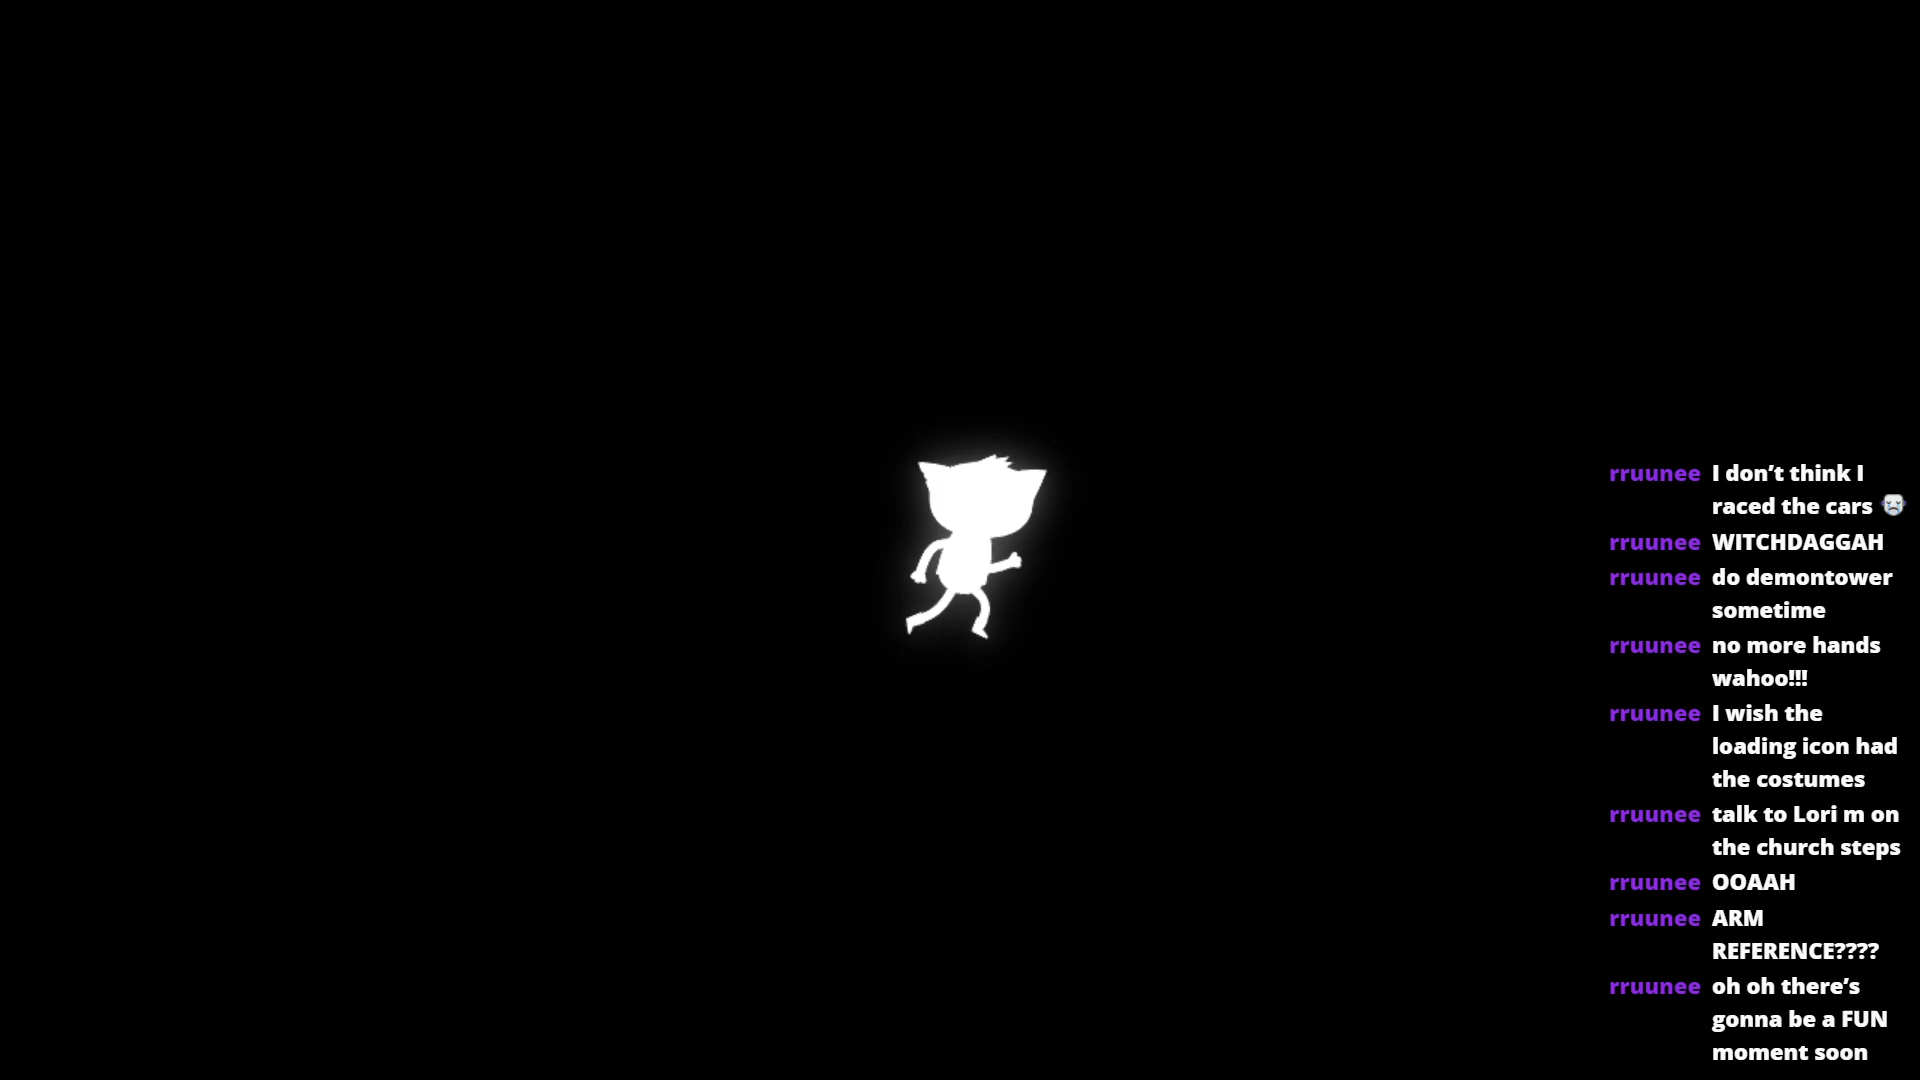 rruunee I don’t think I
raced the cars
rruunee WITCHDAGGAH
rruunee do demontower
sometime
rruunee no more hands
wahoo!!!
rruunee I wish the
loading icon had
the costumes
rruunee talk to Lori m on
the church steps
rruunee OOAAH
rruunee ARM
REFERENCE????
rruunee oh oh there’s
gonna be a FUN
moment soon